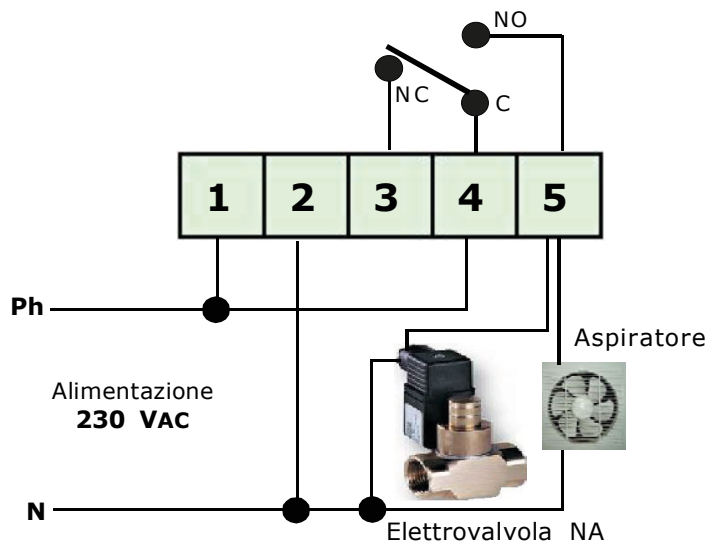 NO
NC
C
1 2 3 4 5
Ph
Aspiratore
Alimentazione
230 VAC
N
Elettrovalvola NA